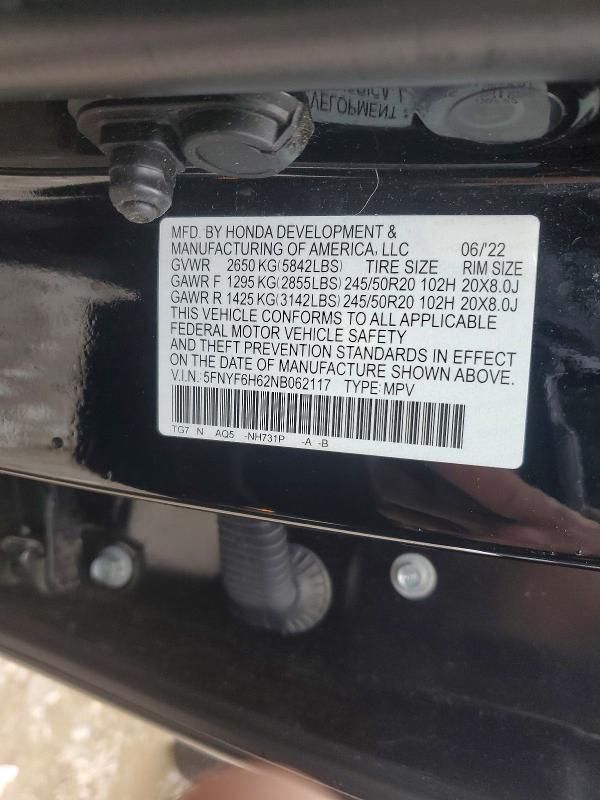 MFD. BY HONDA DEVELOPMENT &
MANUFACTURING OF AMERICA, LLC 06/'22
GVWR 2650 KG(5842LBS) TIRE SIZE RIM SIZE
GAWR F 1295 KG(2855LBS) 245/50R20 102H 20X8.0J
GAWR R 1425 KG(3142LBS) 245/50R20 102H 20X8.0J
THIS VEHICLE CONFORMS TO ALL APPLICABLE
FEDERAL MOTOR VEHICLE SAFETY
AND THEFT PREVENTION STANDARDS IN EFFECT
ON THE DATE OF MANUFACTURE SHOWN ABOVE.
V.I.N.: 5FNYF6H62NB062117 TYPE: MPV
TG7 N AQ5 -NH731P -A -B